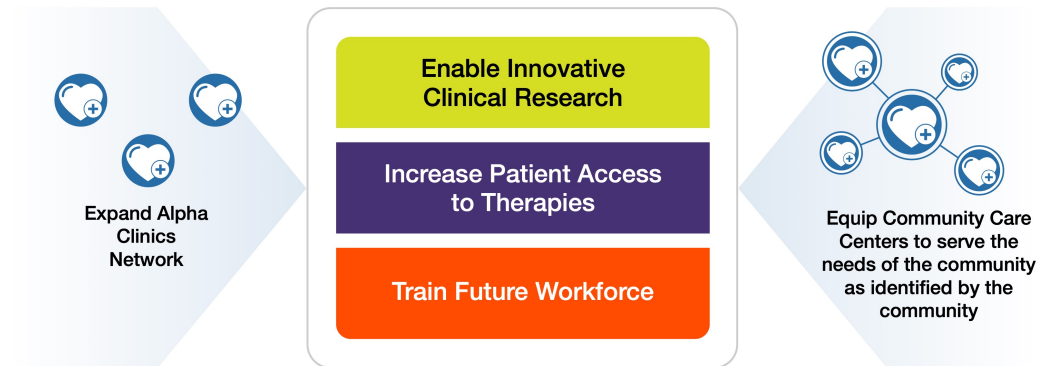 Expand Alpha
Clinics
Network
Enable Innovative
Clinical Research
Increase Patient Access
to Therapies
Train Future Workforce
Equip Community Care
Centers to serve the
needs of the community
as identified by the
community